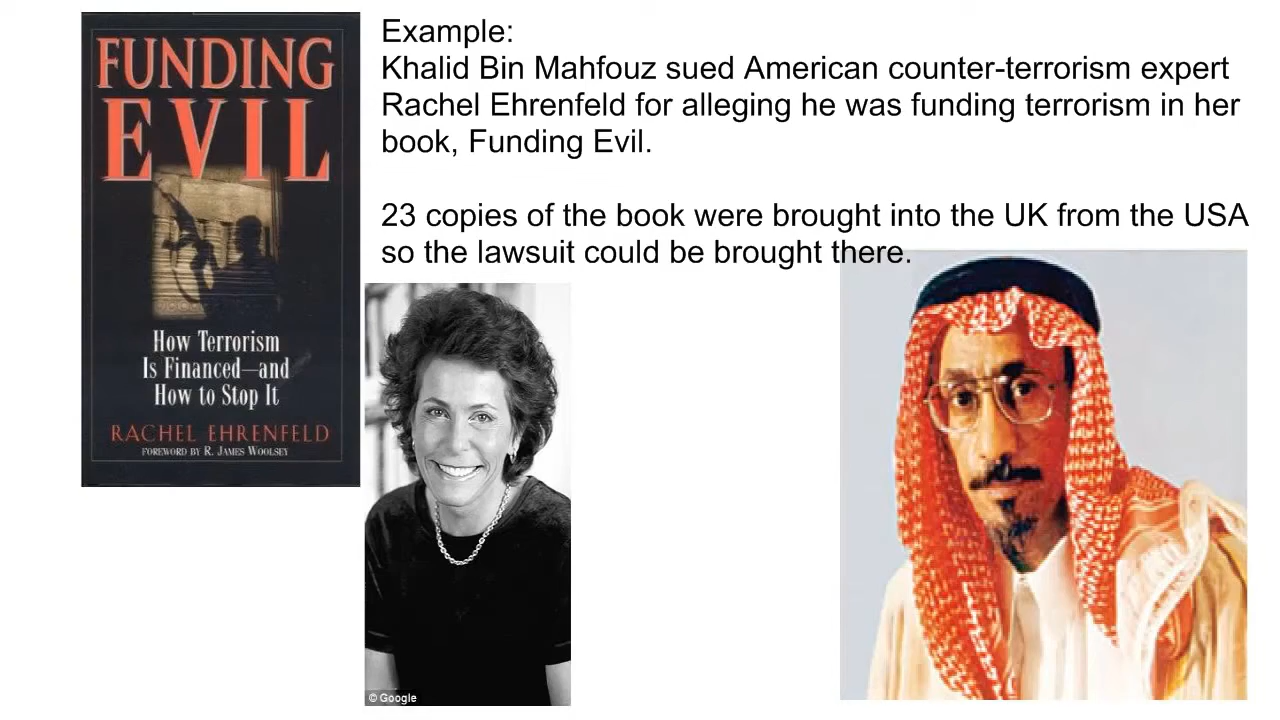 FUNDING
EVIL
How Terrorism
Is Financed—and
How to Stop It
RACHEL EHRENFELD
FOREWORD BY R. JAMES WOOLSEY
Example:
Khalid Bin Mahfouz sued American counter-terrorism expert
Rachel Ehrenfeld for alleging he was funding terrorism in her
book, Funding Evil.
23 copies of the book were brought into the UK from the USA
so the lawsuit could be brought there.
© Google